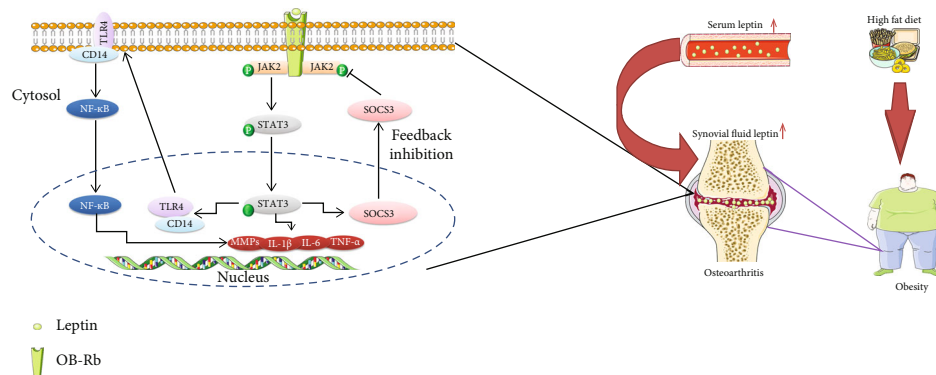 TLR4
CD14
Cytosol
NF-κB
JAK2
JAK2
P
P
STAT3
P
SOCS3
Feedback
inhibition
NF-κB
TLR4
CD14
STAT3
SOCS3
MMPs IL-1β IL-6 TNF-α
Nucleus
Leptin
OB-Rb
Serum leptin
Synovial fluid leptin
Osteoarthritis
High fat diet
Obesity